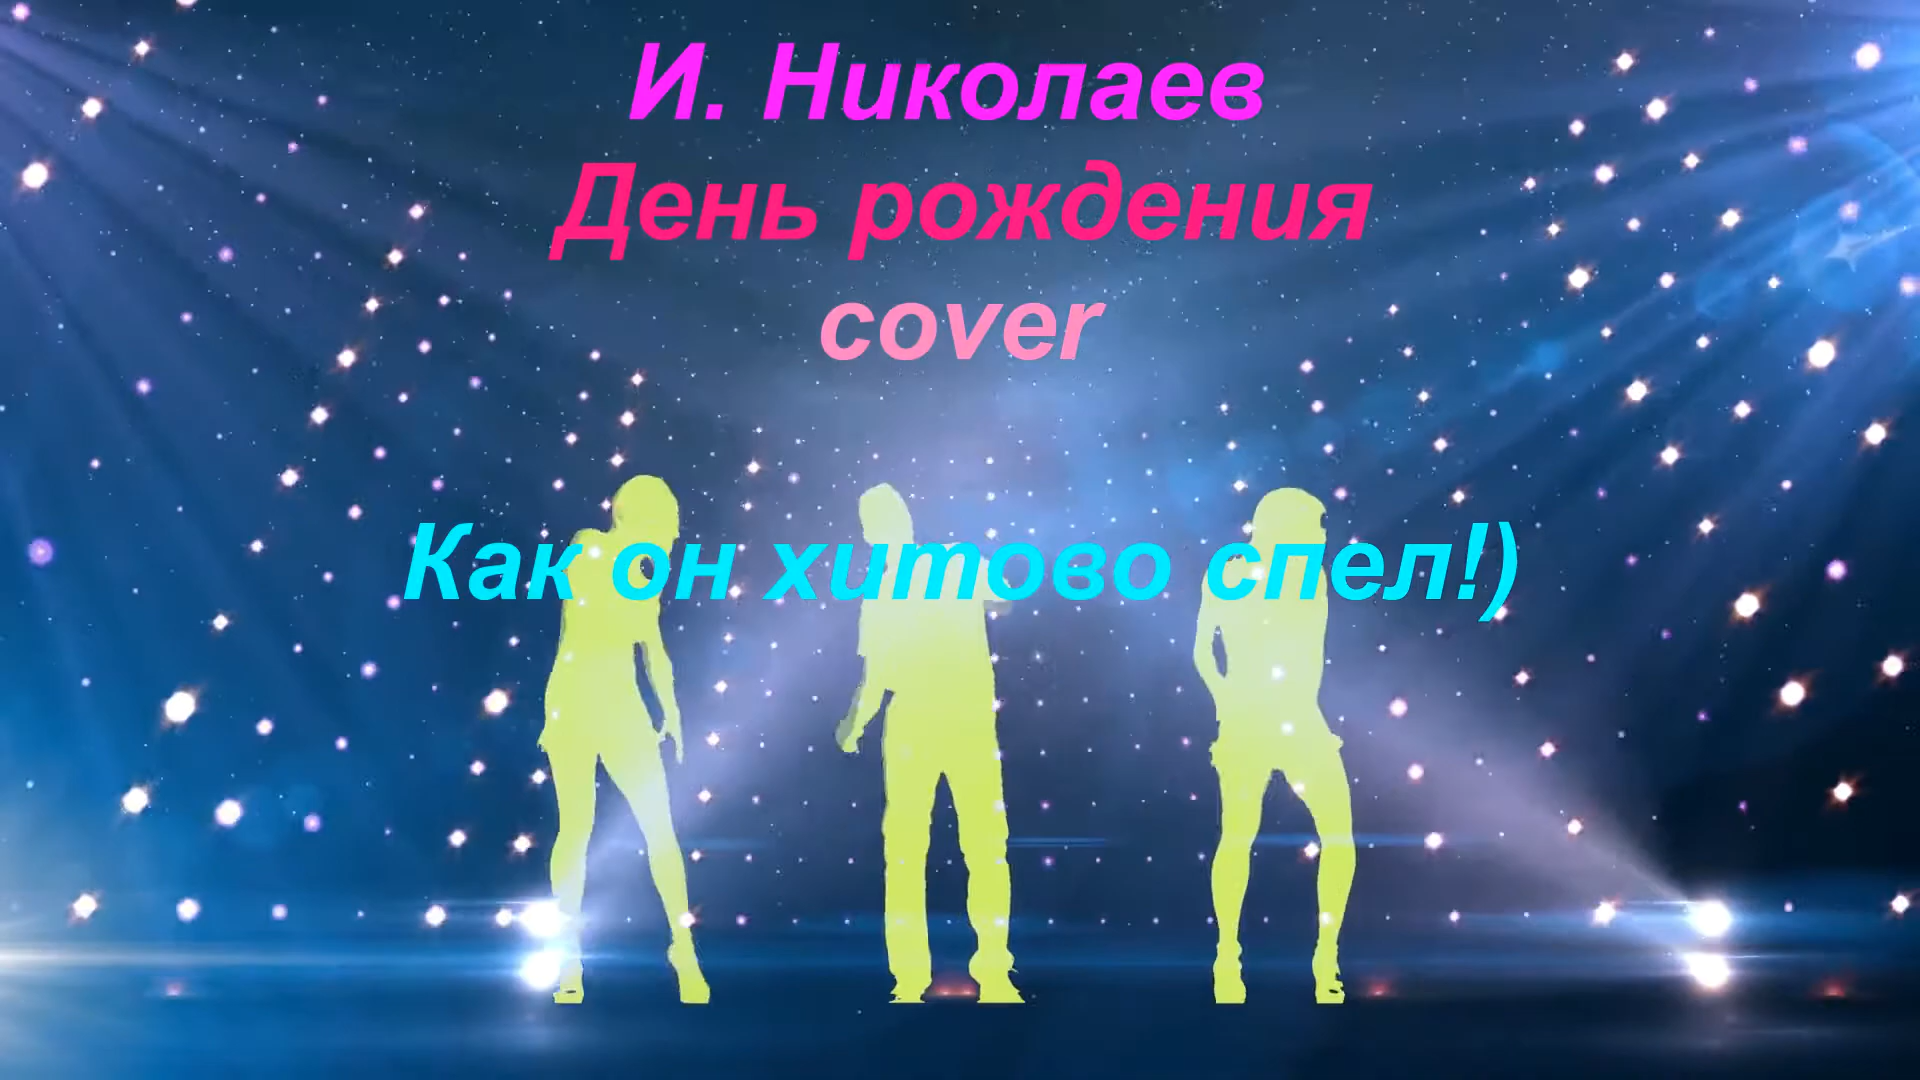 И. Николаев
День рождения
cover
Как он хитово спел!)